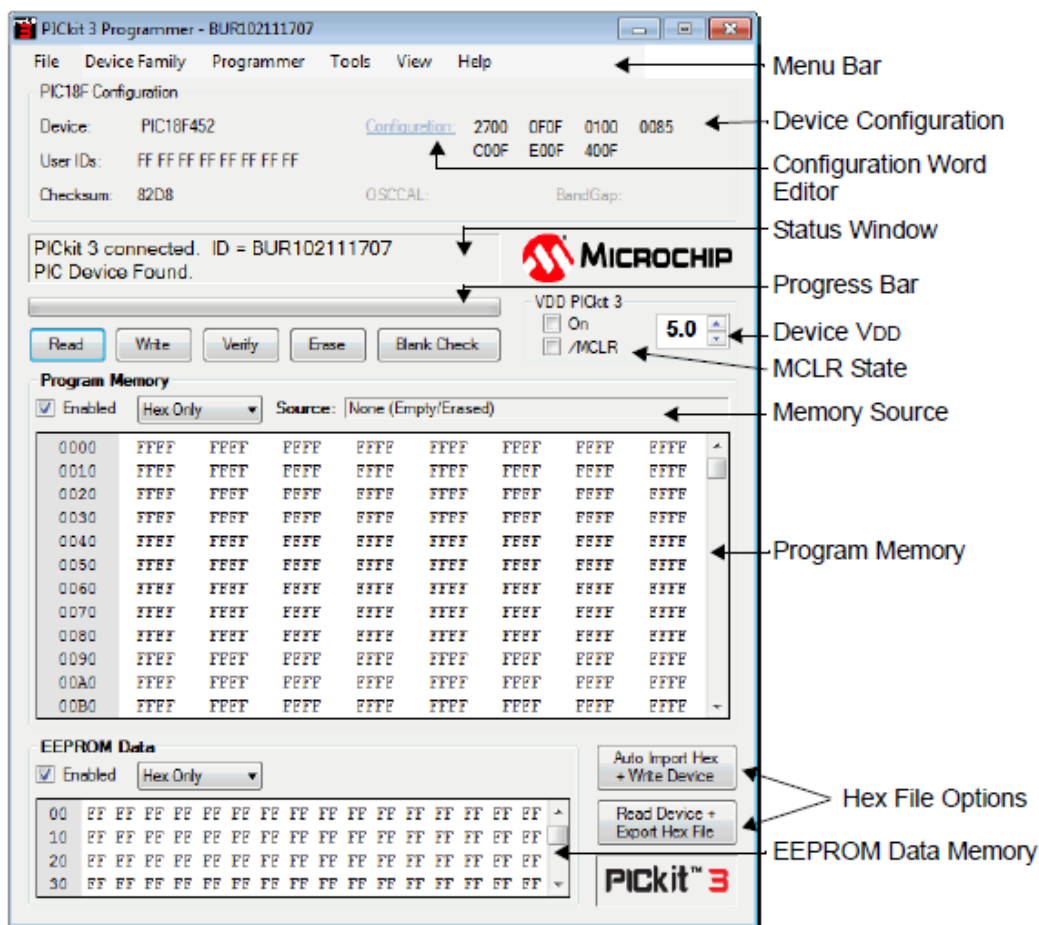 PICkit 3 Programmer - BUR102111707
File Device Family Programmer Tools View Help
Menu Bar
PIC18F Configuration
Device: PIC18F452 Configuration: 2700 0F0F 0100 0085
Device Configuration
User IDs: FF FF FF FF FF FF FF FF C00F E00F 400F
Configuration Word
Editor
Checksum: 82D8 OSCCAL: BandGap:
Status Window
PICkit 3 connected. ID = BUR102111707
PIC Device Found.
MICROCHIP
Progress Bar
VDD PICkit 3
On
5.0
Device VDD
/MCLR
MCLR State
Read Write Verify Erase Blank Check
Program Memory
Enabled Hex Only Source: None (Empty/Erased)
Memory Source
0000 FFFF FFFF FFFF FFFF FFFF FFFF FFFF FFFF
0010 FFFF FFFF FFFF FFFF FFFF FFFF FFFF FFFF
0020 FFFF FFFF FFFF FFFF FFFF FFFF FFFF FFFF
0030 FFFF FFFF FFFF FFFF FFFF FFFF FFFF FFFF
0040 FFFF FFFF FFFF FFFF FFFF FFFF FFFF FFFF
0050 FFFF FFFF FFFF FFFF FFFF FFFF FFFF FFFF
0060 FFFF FFFF FFFF FFFF FFFF FFFF FFFF FFFF
0070 FFFF FFFF FFFF FFFF FFFF FFFF FFFF FFFF
0080 FFFF FFFF FFFF FFFF FFFF FFFF FFFF FFFF
0090 FFFF FFFF FFFF FFFF FFFF FFFF FFFF FFFF
00A0 FFFF FFFF FFFF FFFF FFFF FFFF FFFF FFFF
00B0 FFFF FFFF FFFF FFFF FFFF FFFF FFFF FFFF
Program Memory
EEPROM Data
Enabled Hex Only
00 FF FF FF FF FF FF FF FF FF FF FF FF FF FF FF FF
10 FF FF FF FF FF FF FF FF FF FF FF FF FF FF FF FF
20 FF FF FF FF FF FF FF FF FF FF FF FF FF FF FF FF
30 FF FF FF FF FF FF FF FF FF FF FF FF FF FF FF FF
Auto Import Hex
+ Write Device
Read Device +
Export Hex File
Hex File Options
EEPROM Data Memory
PICkit™ 3